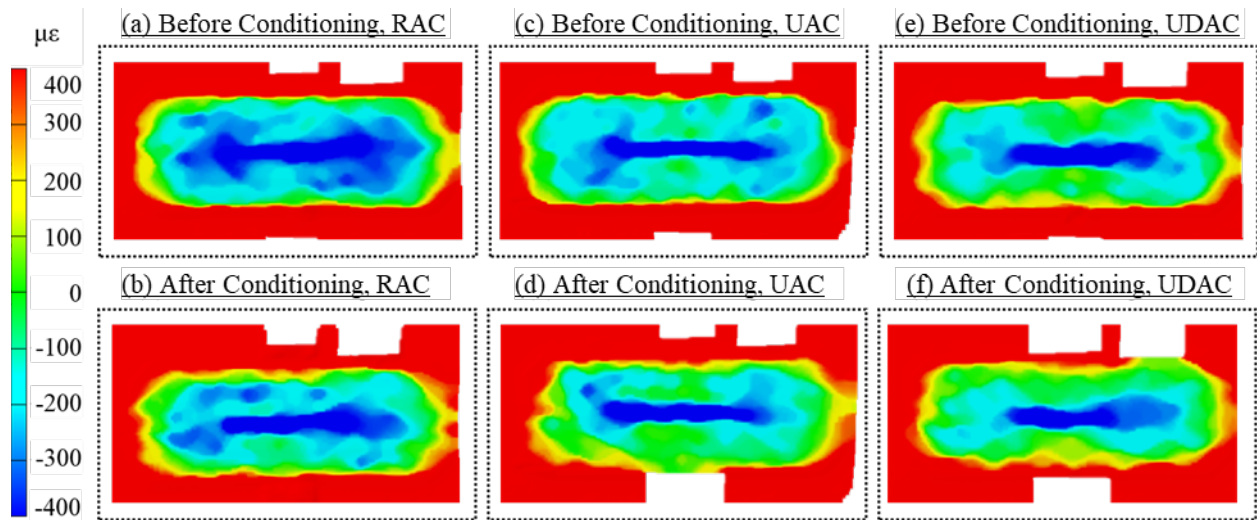 με
400
300
200
100
0
-100
-200
-300
-400
(a) Before Conditioning, RAC
(c) Before Conditioning, UAC
(e) Before Conditioning, UDAC
(b) After Conditioning, RAC
(d) After Conditioning, UAC
(f) After Conditioning, UDAC